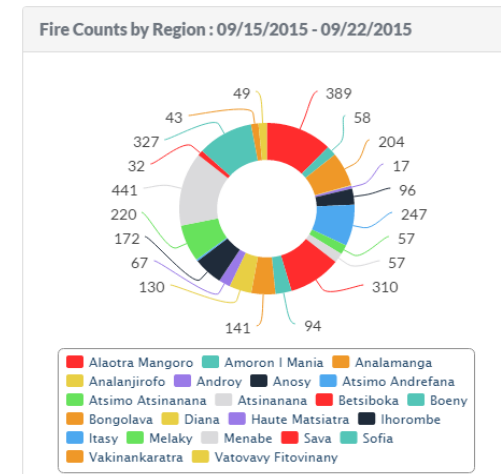 Fire Counts by Region : 09/15/2015 - 09/22/2015
49 389
43 58
327 204
32 17
441 96
220 247
172 57
67 57
130 310
141 94
Alaotra Mangoro Amoron I Mania Analamanga
Analanjirofo Androy Anosy Atsimo Andrefana
Atsimo Atsinanana Atsinanana Betsiboka Boeny
Bongolava Diana Haute Matsiatra Ihorombe
Itasy Melaky Menabe Sava Sofia
Vakinankaratra Vatovavy Fitovinany